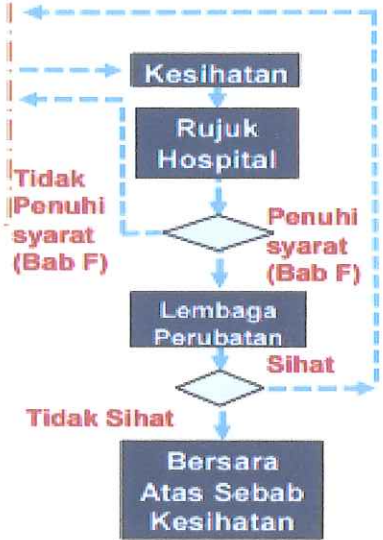 Kesihatan
Rujuk
Hospital
Tidak
Penuhi
syarat
(Bab F)
Penuhi
syarat
(Bab F)
Lembaga
Perubatan
Sihat
Tidak Sihat
Bersara
Atas Sebab
Kesihatan